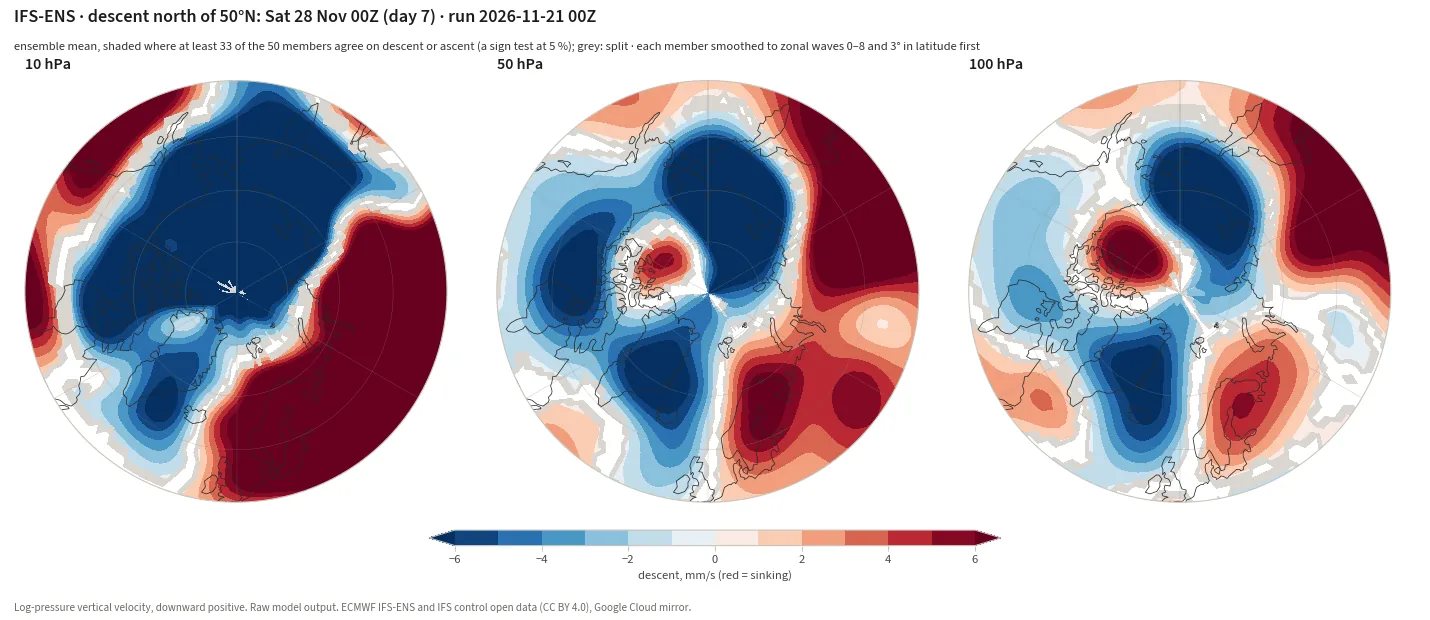 IFS-ENS · descent north of 50°N: Sat 28 Nov 00Z (day 7) · run 2026-11-21 00Z
ensemble mean, shaded where at least 33 of the 50 members agree on descent or ascent (a sign test at 5 %); grey: split · each member smoothed to zonal waves 0–8 and 3° in latitude first
10 hPa
50 hPa
100 hPa
−6
−4
−2
0
2
4
6
descent, mm/s (red = sinking)
Log-pressure vertical velocity, downward positive. Raw model output. ECMWF IFS-ENS and IFS control open data (CC BY 4.0), Google Cloud mirror.